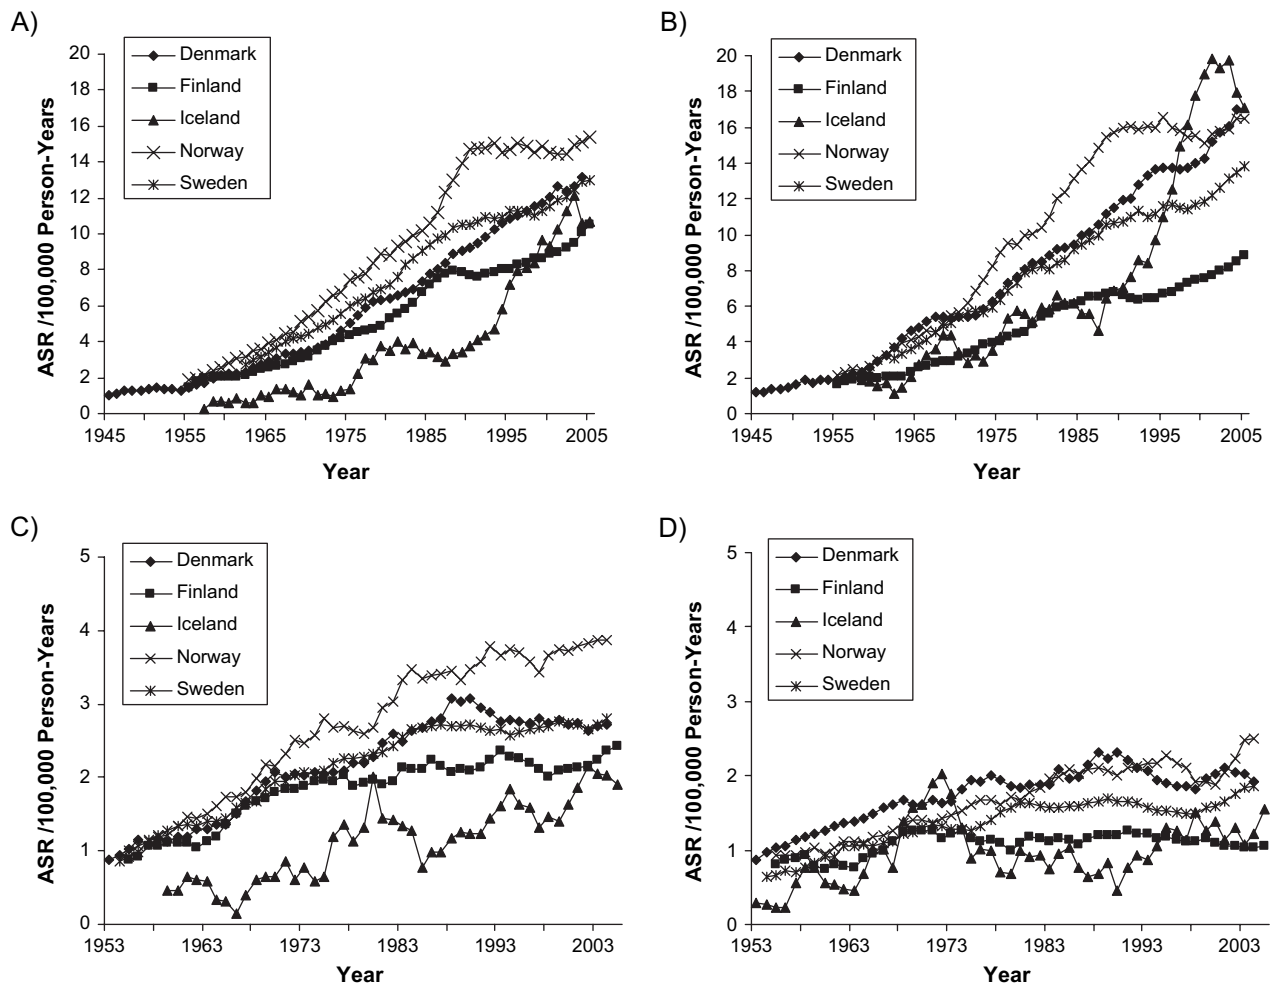 A)
ASR /100,000 Person-Years
20
18
16
14
12
10
8
6
4
2
0
Denmark
Finland
Iceland
Norway
Sweden
1945 1955 1965 1975 1985 1995 2005
Year
B)
ASR /100,000 Person-Years
20
18
16
14
12
10
8
6
4
2
0
Denmark
Finland
Iceland
Norway
Sweden
1945 1955 1965 1975 1985 1995 2005
Year
C)
ASR /100,000 Person-Years
5
4
3
2
1
0
Denmark
Finland
Iceland
Norway
Sweden
1953 1963 1973 1983 1993 2003
Year
D)
ASR /100,000 Person-Years
5
4
3
2
1
0
Denmark
Finland
Iceland
Norway
Sweden
1953 1963 1973 1983 1993 2003
Year